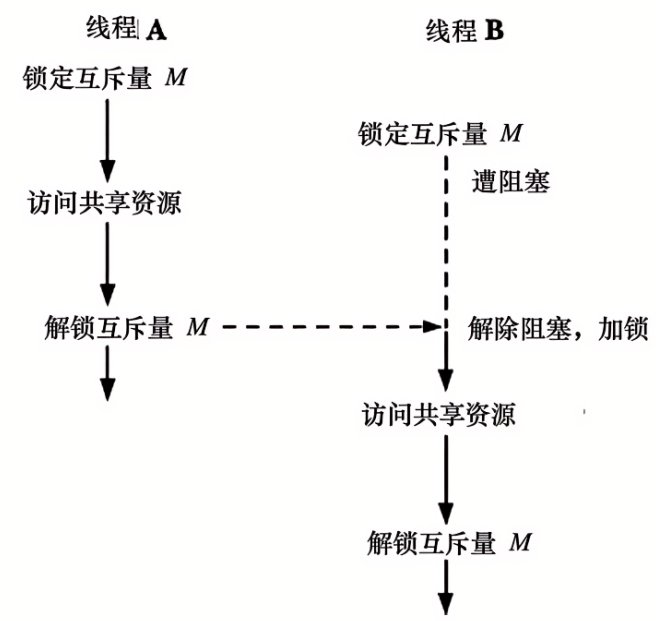 线程 A
锁定互斥量 M
访问共享资源
解锁互斥量 M
线程 B
锁定互斥量 M
遭阻塞
解除阻塞，加锁
访问共享资源
解锁互斥量 M